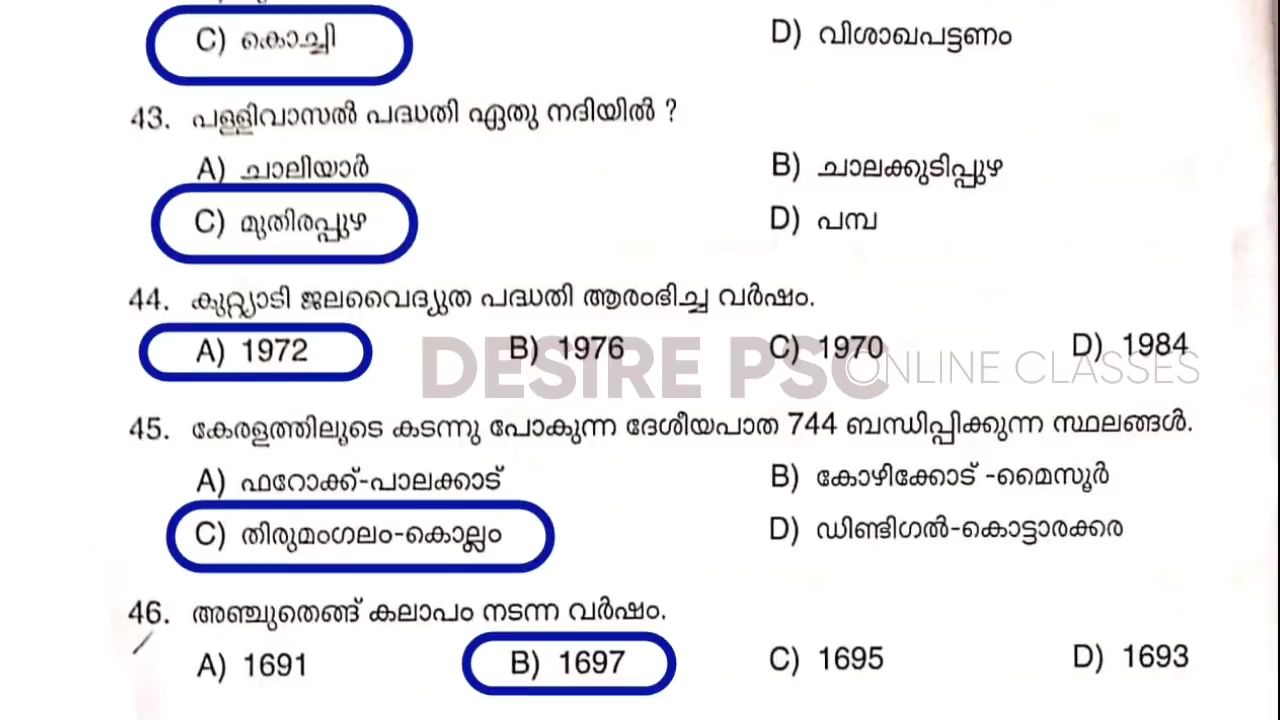 C) കൊച്ചി D) വിശാഖപട്ടണം
43. പള്ളിവാസൽ പദ്ധതി ഏതു നദിയിൽ ?
A) ചാലിയാർ B) ചാലക്കുടിപ്പുഴ
C) മുതിരപ്പുഴ D) പമ്പ
44. കുറ്റ്യാടി ജലവൈദ്യുത പദ്ധതി ആരംഭിച്ച വർഷം.
A) 1972 B) 1976 C) 1970 D) 1984
DESIRE PSC ONLINE CLASSES
45. കേരളത്തിലൂടെ കടന്നു പോകുന്ന ദേശീയപാത 744 ബന്ധിപ്പിക്കുന്ന സ്ഥലങ്ങൾ.
A) ഫറോക്ക്-പാലക്കാട് B) കോഴിക്കോട് -മൈസൂർ
C) തിരുമംഗലം-കൊല്ലം D) ഡിണ്ടിഗൽ-കൊട്ടാരക്കര
46. അഞ്ചുതെങ്ങ് കലാപം നടന്ന വർഷം.
A) 1691 B) 1697 C) 1695 D) 1693